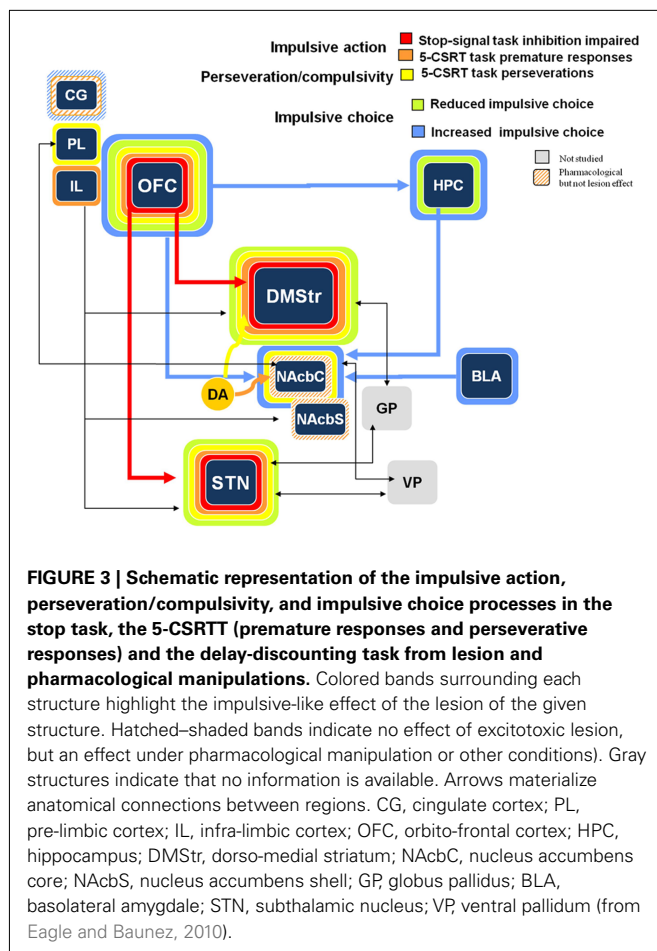 Impulsive action
Stop-signal task inhibition impaired
5-CSRT task premature responses
Perseveration/compulsivity
5-CSRT task perseverations
Impulsive choice
Reduced impulsive choice
Increased impulsive choice
Not studied
Pharmacological
but not lesion effect
CG
PL
IL
OFC
HPC
DMStr
DA
NAcbC
NAcbS
BLA
GP
STN
VP
FIGURE 3 | Schematic representation of the impulsive action,
perseveration/compulsivity, and impulsive choice processes in the
stop task, the 5-CSRTT (premature responses and perseverative
responses) and the delay-discounting task from lesion and
pharmacological manipulations. Colored bands surrounding each
structure highlight the impulsive-like effect of the lesion of the given
structure. Hatched–shaded bands indicate no effect of excitotoxic lesion,
but an effect under pharmacological manipulation or other conditions). Gray
structures indicate that no information is available. Arrows materialize
anatomical connections between regions. CG, cingulate cortex; PL,
pre-limbic cortex; IL, infra-limbic cortex; OFC, orbito-frontal cortex; HPC,
hippocampus; DMStr, dorso-medial striatum; NAcbC, nucleus accumbens
core; NAcbS, nucleus accumbens shell; GP, globus pallidus; BLA,
basolateral amygdale; STN, subthalamic nucleus; VP, ventral pallidum (from
Eagle and Baunez, 2010).